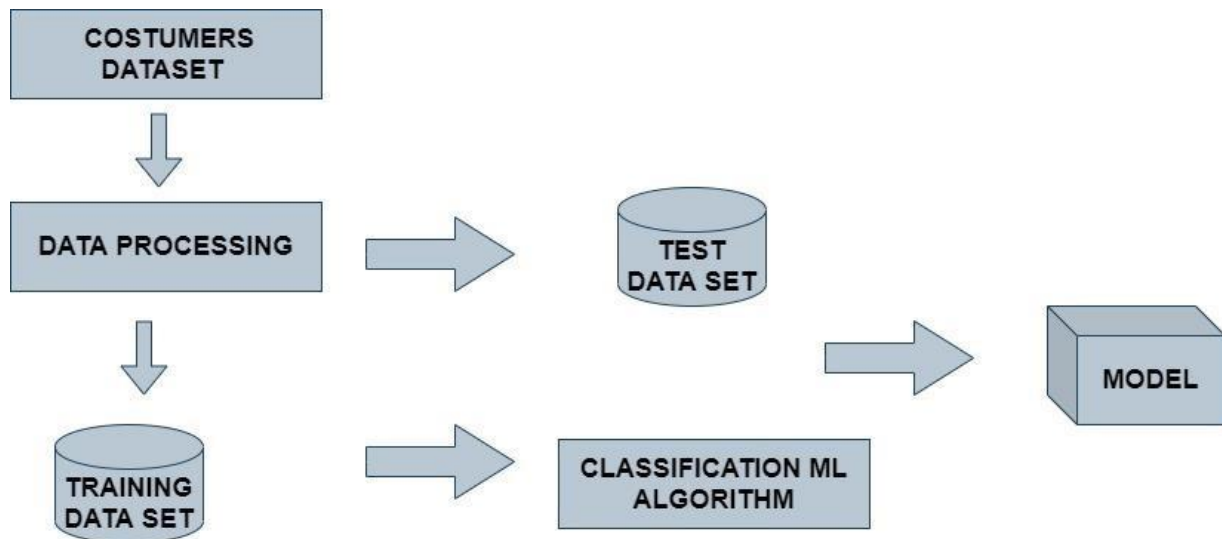 COSTUMERS
DATASET
DATA PROCESSING
TEST
DATA SET
MODEL
TRAINING
DATA SET
CLASSIFICATION ML
ALGORITHM